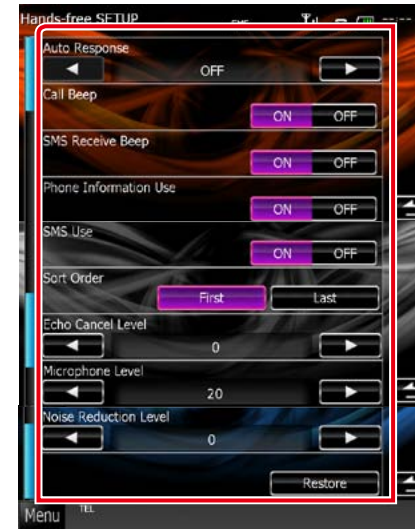 Hands-free SETUP
SMS
Auto Response
OFF
Call Beep
ON OFF
SMS Receive Beep
ON OFF
Phone Information Use
ON OFF
SMS Use
ON OFF
Sort Order
First Last
Echo Cancel Level
0
Microphone Level
20
Noise Reduction Level
0
Restore
Menu TEL